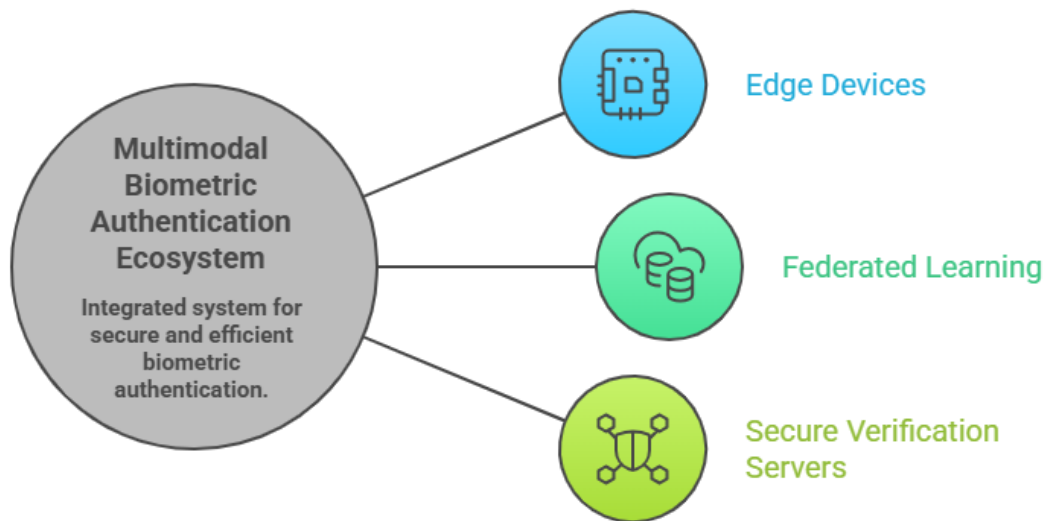 Multimodal
Biometric
Authentication
Ecosystem
Integrated system for
secure and efficient
biometric
authentication.
Edge Devices
Federated Learning
Secure Verification
Servers